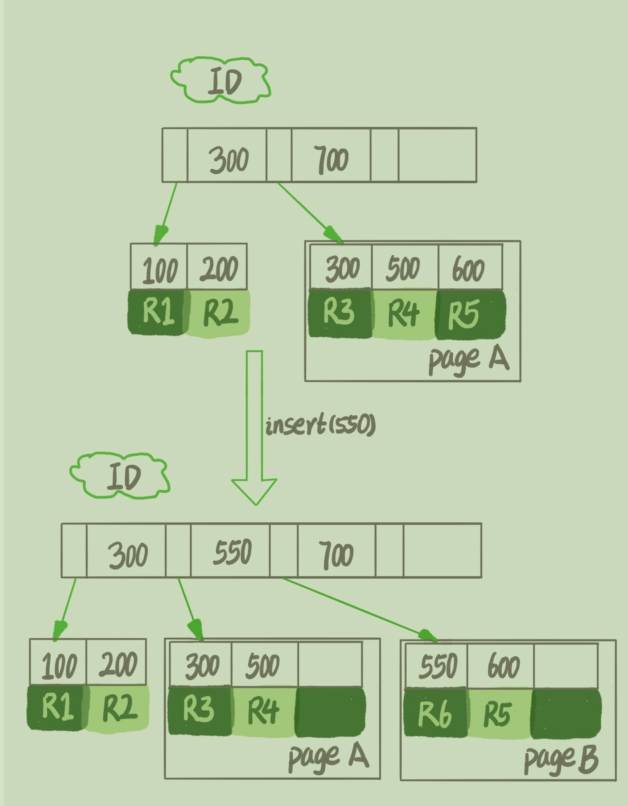 ID
300 700
100 200 300 500 600
R1 R2 R3 R4 R5
page A
insert(550)
ID
300 550 700
100 200 300 500 550 600
R1 R2 R3 R4 R6 R5
page A page B